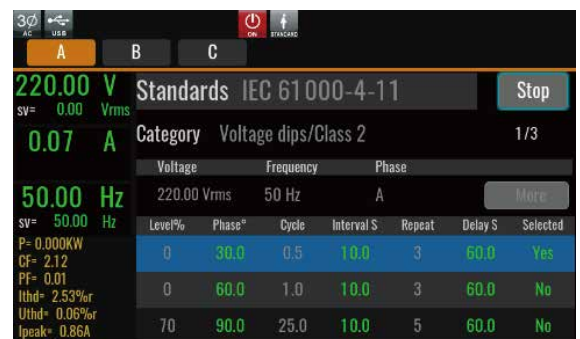 3Ø AC USB ON STANDARD
A B C
220.00 V
sv= 0.00 Vrms
0.07 A
50.00 Hz
sv= 50.00 Hz
P= 0.000KW
CF= 2.12
PF= 0.01
Ithd= 2.53%r
Uthd= 0.06%r
Ipeak= 0.86A
Standards IEC 61000-4-11 Stop
Category Voltage dips/Class 2 1/3
Voltage Frequency Phase
220.00 Vrms 50 Hz A More
Level% Phase° Cycle Interval S Repeat Delay S Selected
0 30.0 0.5 10.0 3 60.0 Yes
0 60.0 1.0 10.0 3 60.0 No
70 90.0 25.0 10.0 5 60.0 No